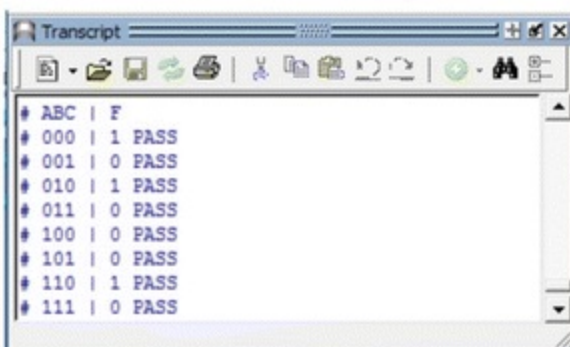 Transcript
# ABC | F
# 000 | 1 PASS
# 001 | 0 PASS
# 010 | 1 PASS
# 011 | 0 PASS
# 100 | 0 PASS
# 101 | 0 PASS
# 110 | 1 PASS
# 111 | 0 PASS